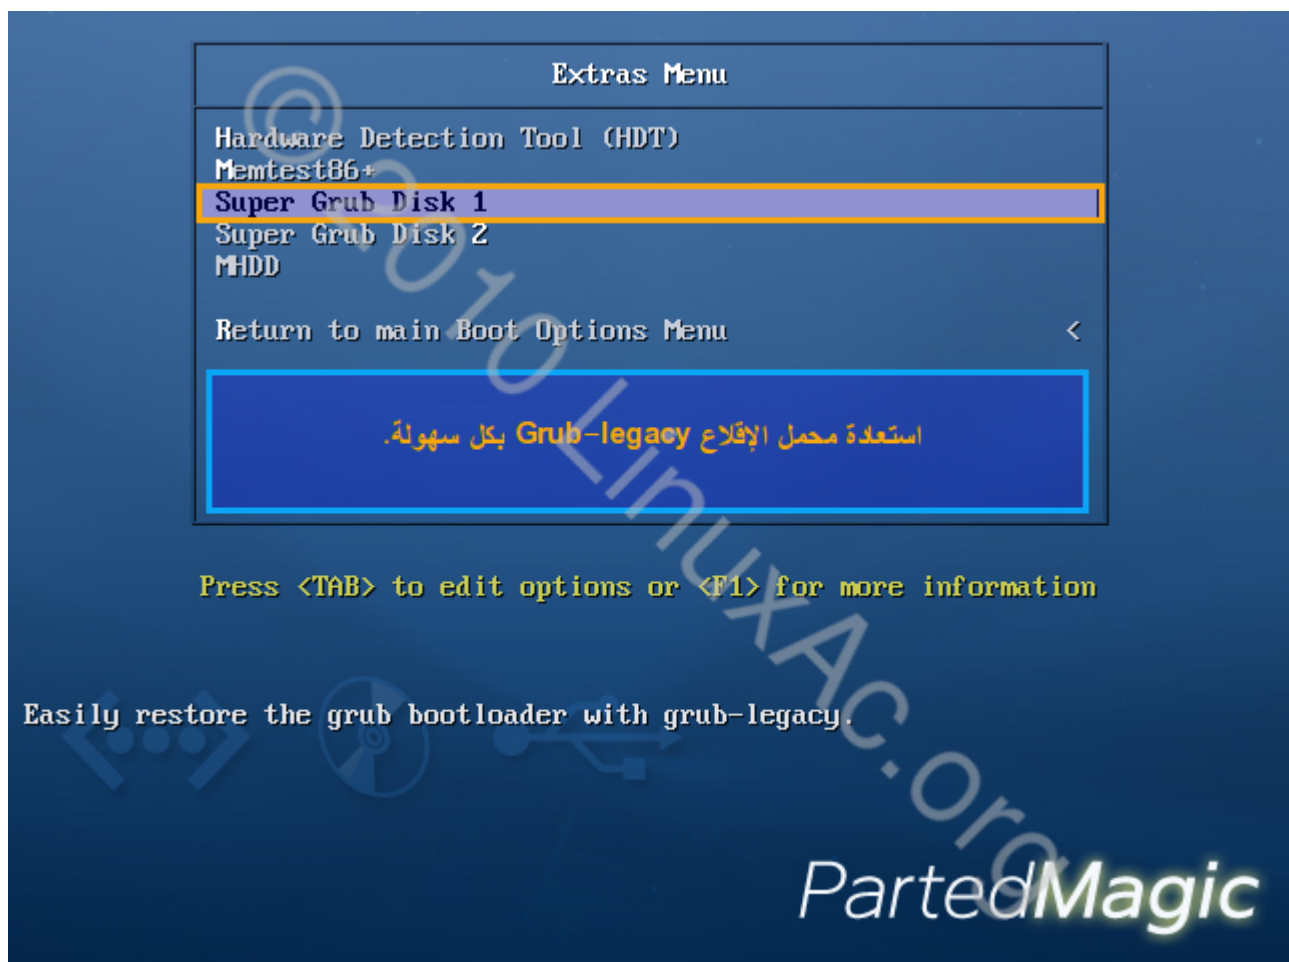 Extras Menu
Hardware Detection Tool (HDT)
Memtest86+
Super Grub Disk 1
Super Grub Disk 2
MHDD
Return to main Boot Options Menu <
استعادة محمل الإقلاع Grub-legacy بكل سهولة.
Press <TAB> to edit options or <F1> for more information
Easily restore the grub bootloader with grub-legacy.
PartedMagic
© 2010 LinuxAc.org